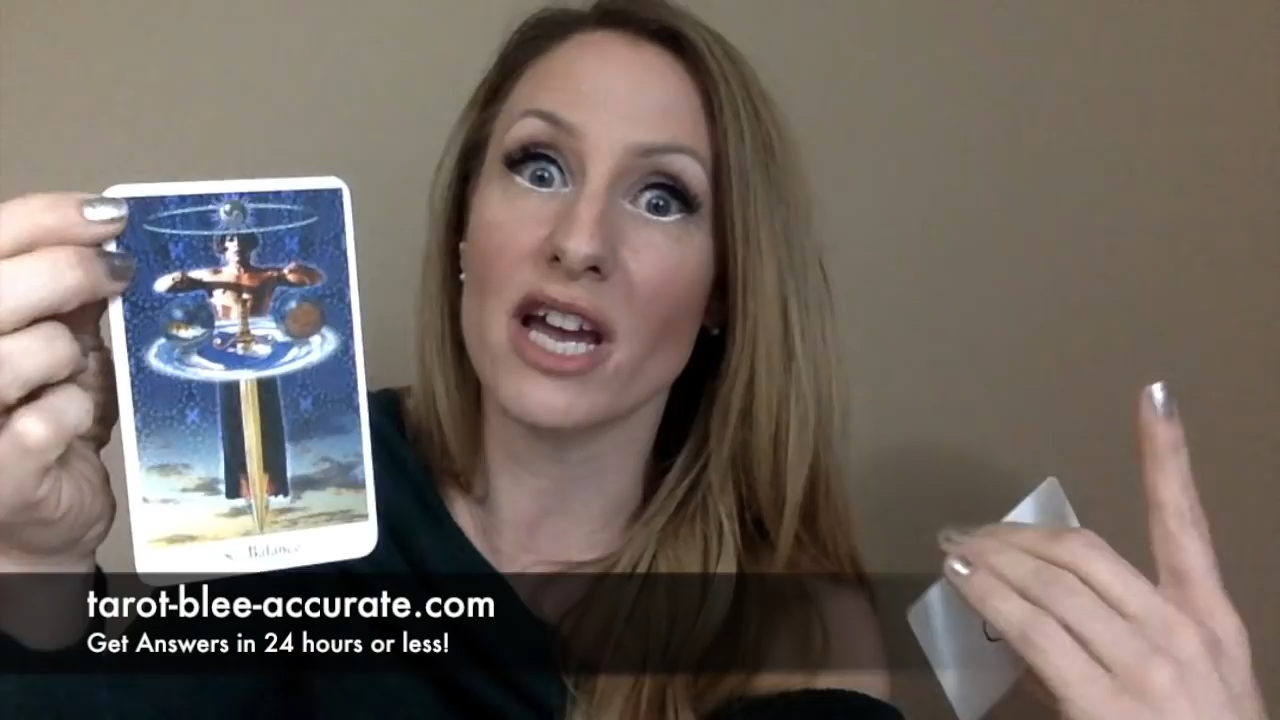 Balance
tarot-blee-accurate.com
Get Answers in 24 hours or less!